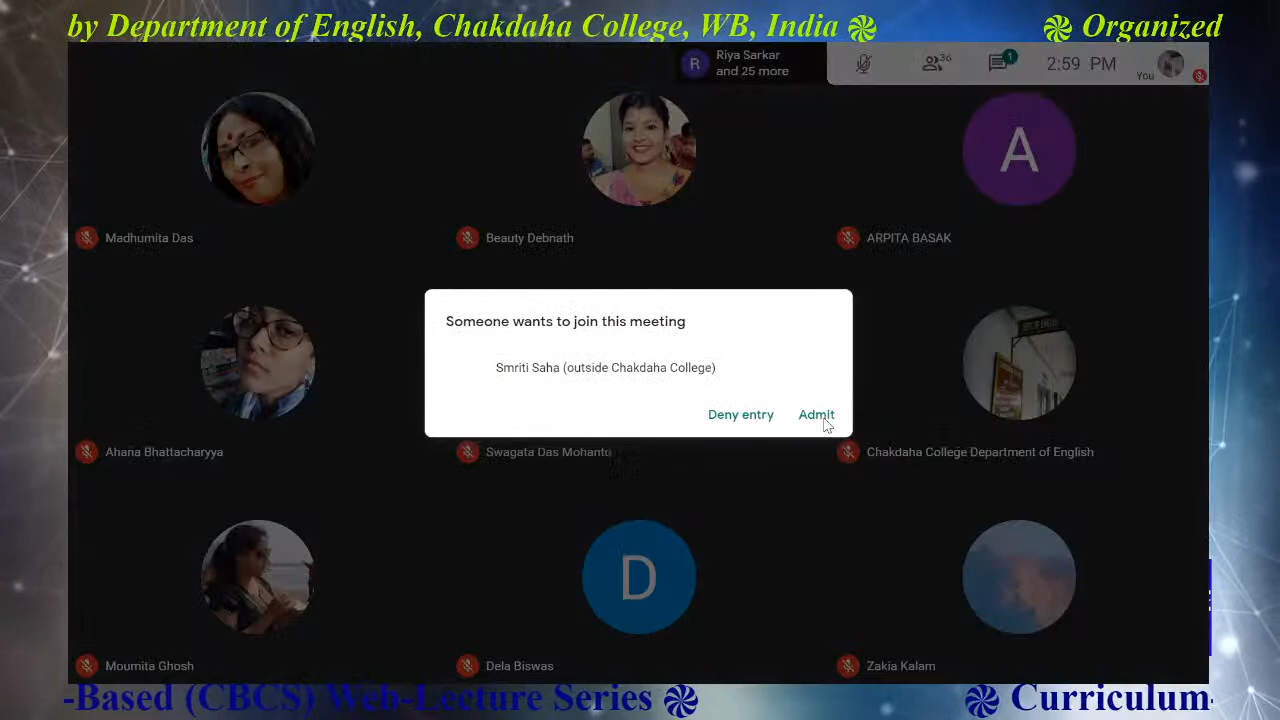 by Department of English, Chakdaha College, WB, India ֍ ֍ Organized
R Riya Sarkar
and 25 more
36
1
2:59 PM
You
A
Madhumita Das
Beauty Debnath
ARPITA BASAK
Someone wants to join this meeting
Smriti Saha (outside Chakdaha College)
Deny entry Admit
Ahana Bhattacharyya
Swagata Das Mohanta
Chakdaha College Department of English
D
Moumita Ghosh
Dela Biswas
Zakia Kalam
-Based (CBCS) Web-Lecture Series ֍ ֍ Curriculum-